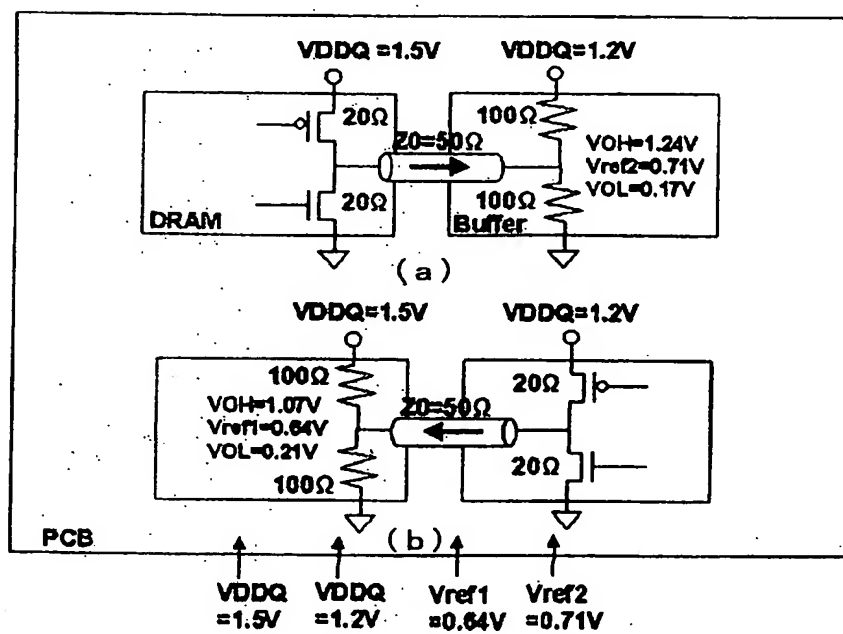 VDDQ=1.5V VDDQ=1.2V
20Ω 100Ω
Z0=50Ω
VOH=1.24V
Vref2=0.71V
VOL=0.17V
20Ω 100Ω
DRAM Buffer
(a)
VDDQ=1.5V VDDQ=1.2V
100Ω 20Ω
VOH=1.07V
Vref1=0.64V
VOL=0.21V
Z0=50Ω
100Ω 20Ω
PCB (b)
VDDQ VDDQ Vref1 Vref2
=1.5V =1.2V =0.64V =0.71V